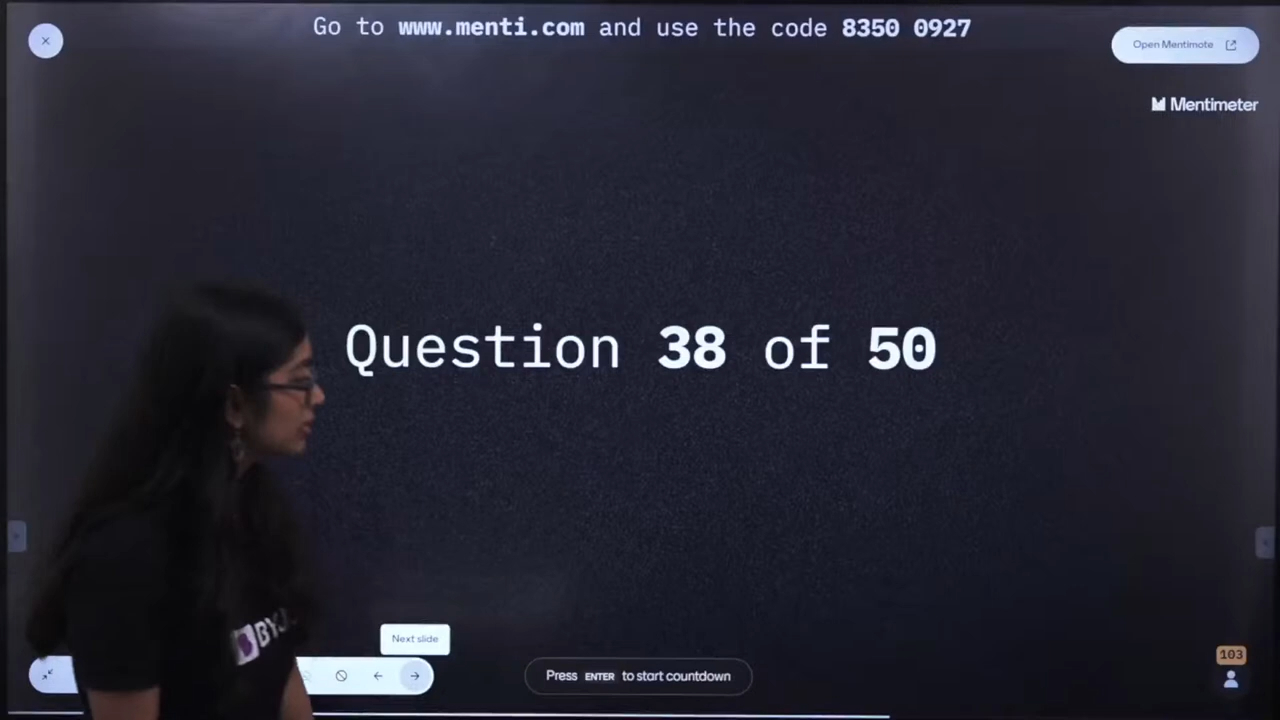 Go to www.menti.com and use the code 8350 0927
Open Mentimote
Mentimeter
Question 38 of 50
BYJ
Next slide
Press ENTER to start countdown
103